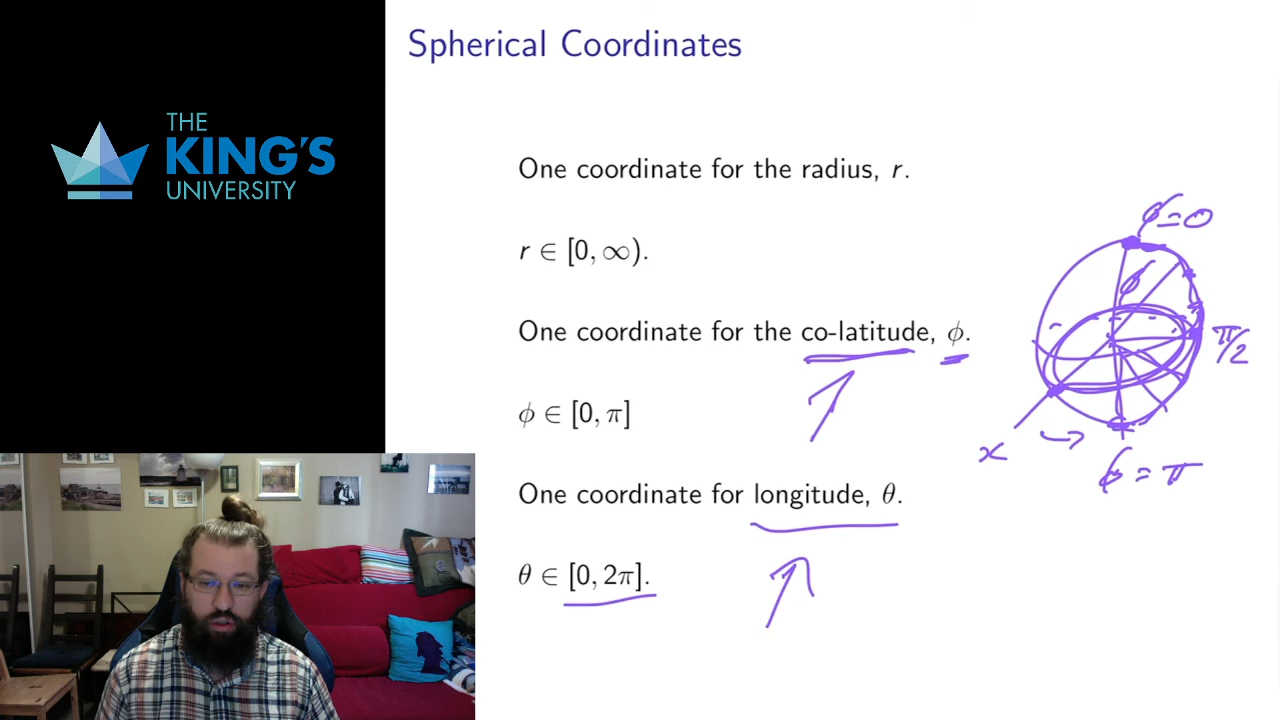 THE
KING'S
UNIVERSITY
Spherical Coordinates
One coordinate for the radius, r.
r ∈ [0, ∞).
One coordinate for the co-latitude, ϕ.
ϕ ∈ [0, π]
One coordinate for longitude, θ.
θ ∈ [0, 2π].
ϕ=0
ϕ
π/2
x
ϕ = π